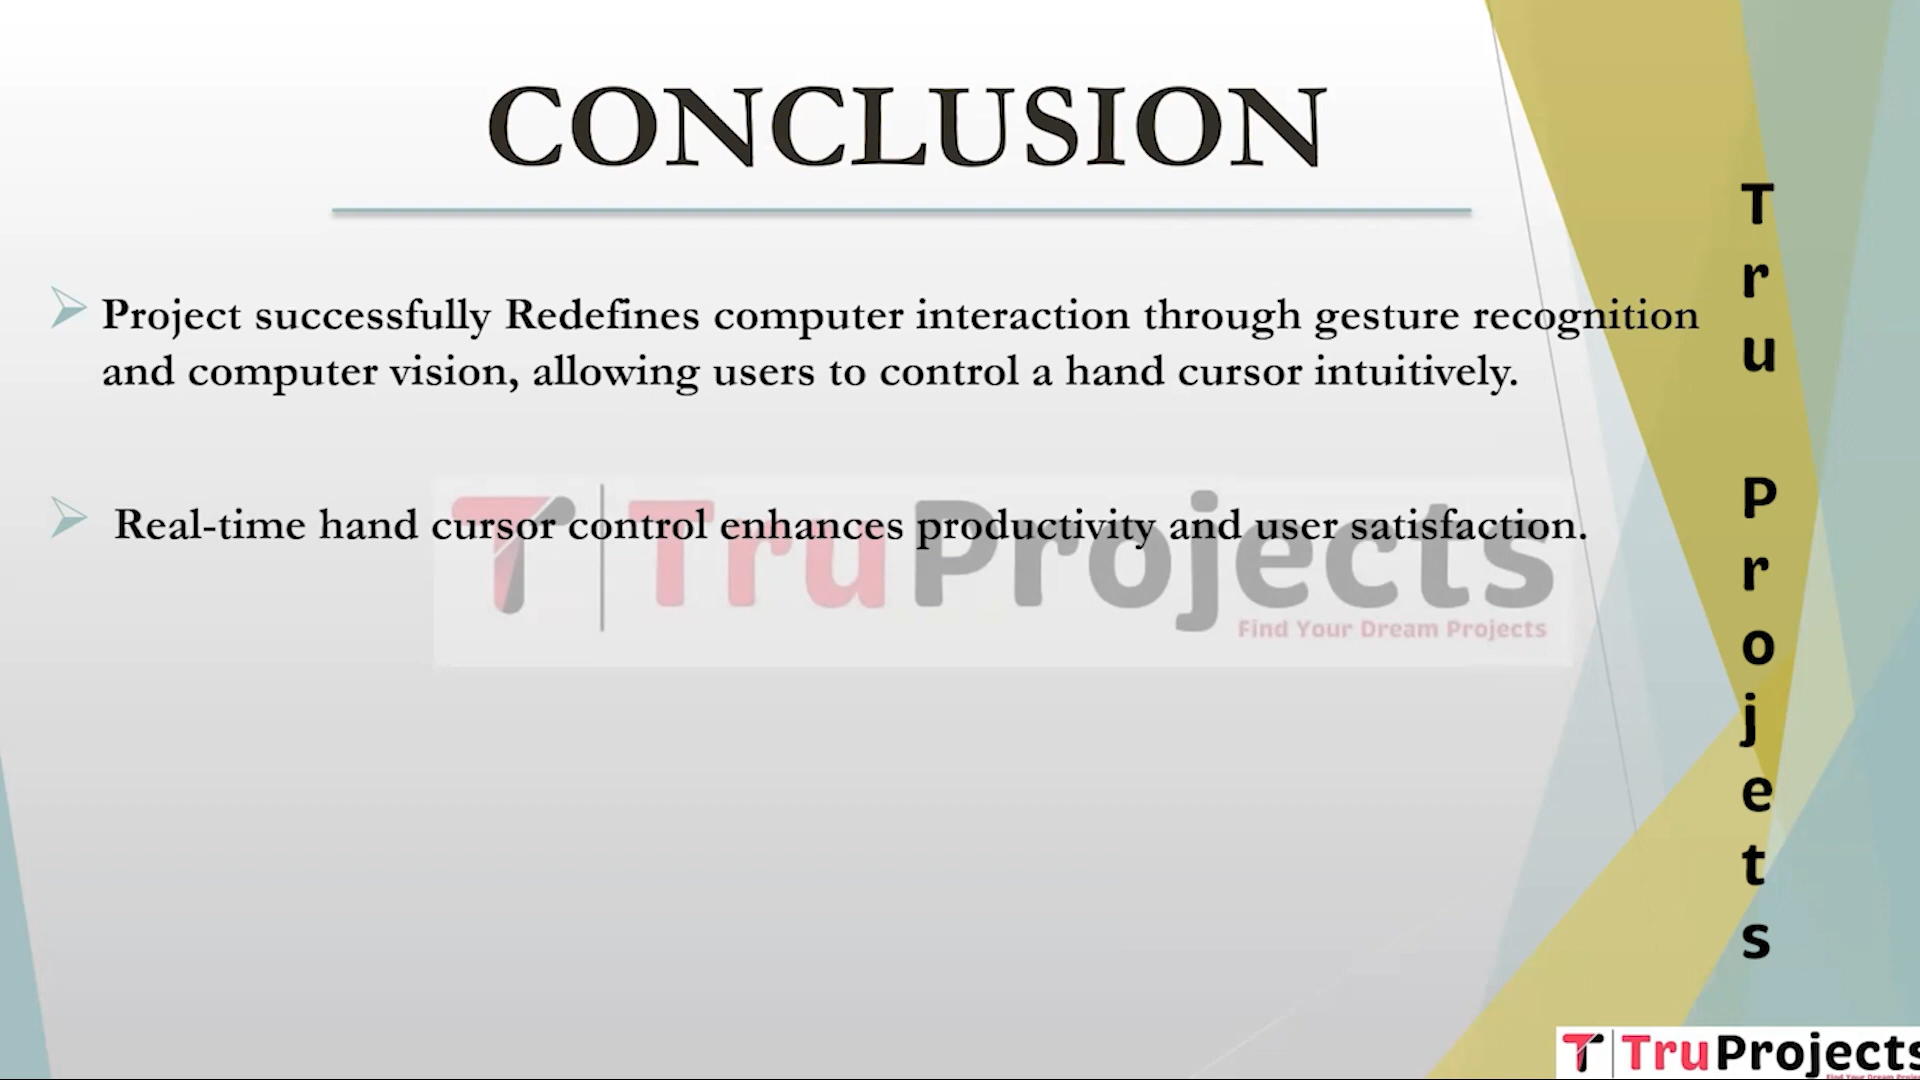 CONCLUSION
Project successfully Redefines computer interaction through gesture recognition
and computer vision, allowing users to control a hand cursor intuitively.
Real-time hand cursor control enhances productivity and user satisfaction.
TruProjects
Find Your Dream Projects
T
r
u
P
r
o
j
e
t
s
TruProjects